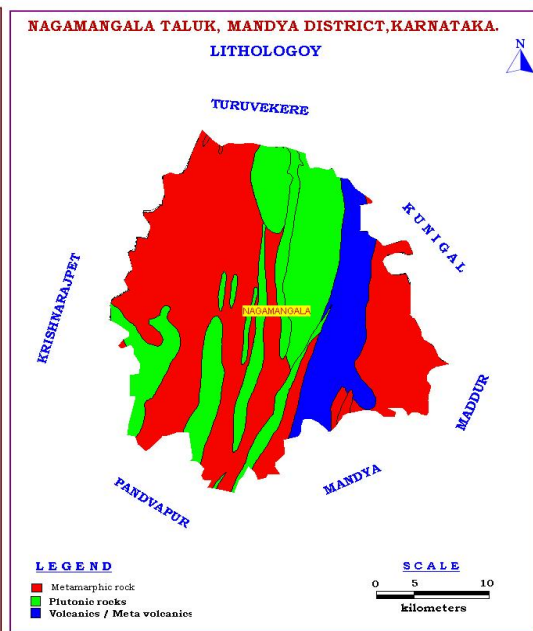 NAGAMANGALA TALUK, MANDYA DISTRICT,KARNATAKA.
LITHOLOGOY
N
TURUVEKERE
KUNIGAL
KRISHNARAJPET
NAGAMANGALA
MADDUR
MANDYA
PANDVAPUR
LEGEND
Metamarphic rock
Plutonic rocks
Volcanics / Meta volcanics
SCALE
0 5 10
kilometers